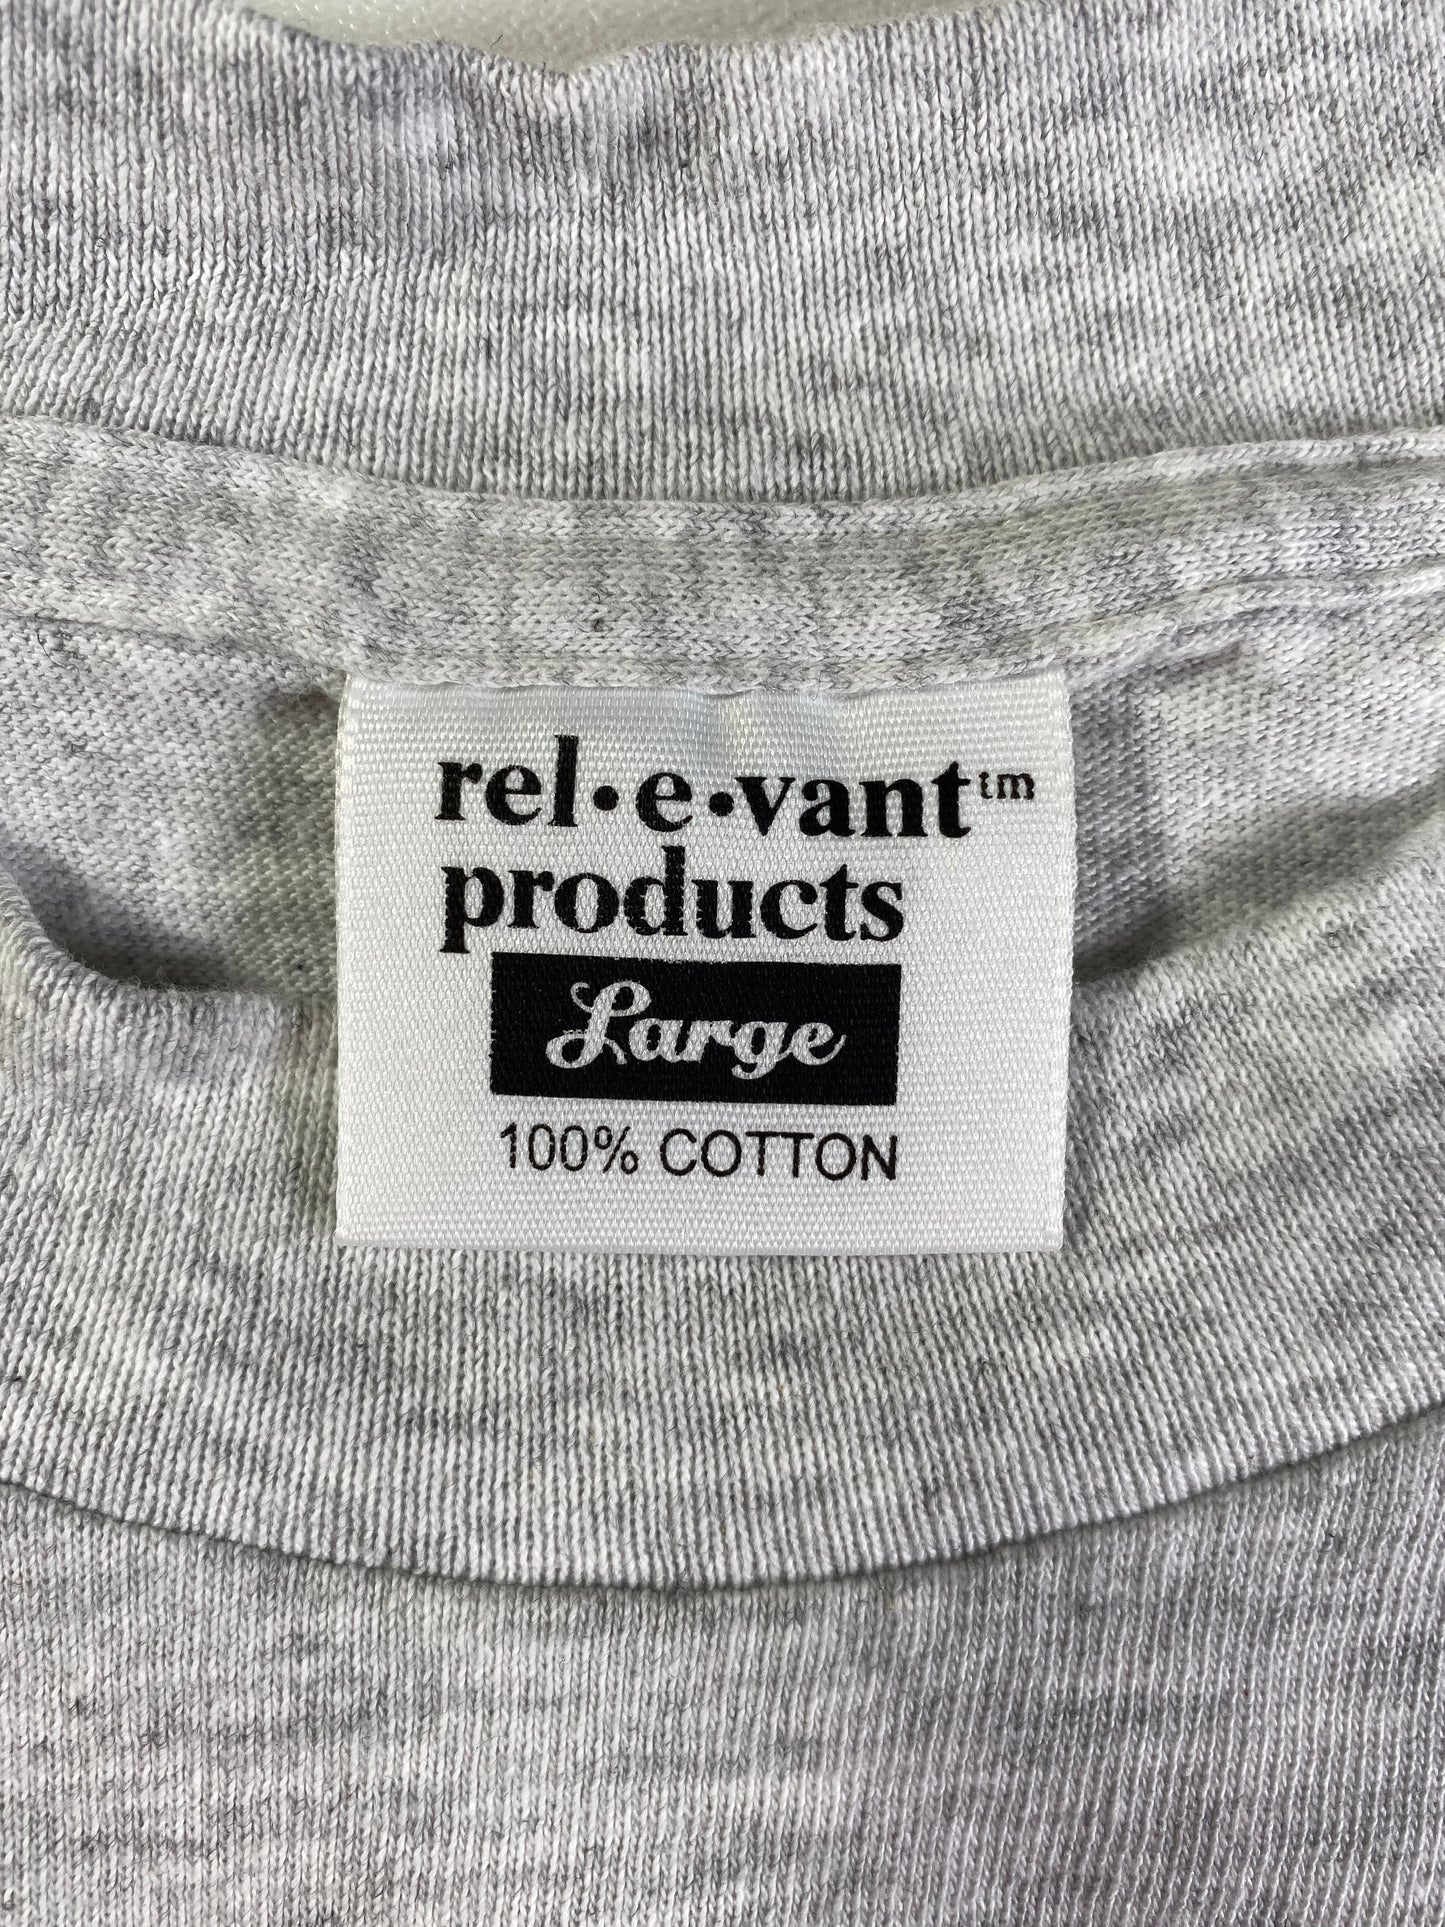 rel•e•vant™
products
Large
100% COTTON